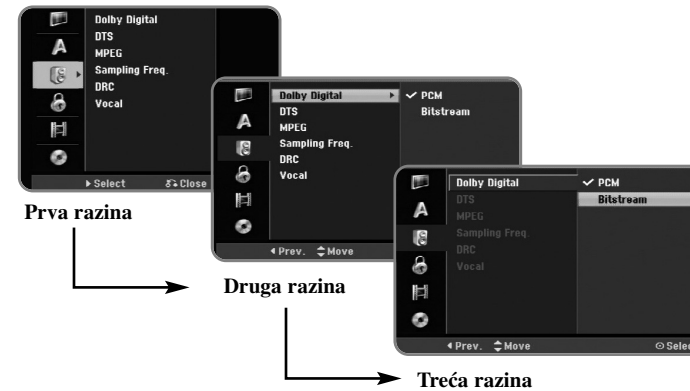 Dolby Digital
DTS
MPEG
Sampling Freq.
DRC
Vocal
Select Close
Prva razina
Dolby Digital PCM
DTS Bitstream
MPEG
Sampling Freq.
DRC
Vocal
Prev. Move
Druga razina
Dolby Digital PCM
DTS Bitstream
MPEG
Sampling Freq.
DRC
Vocal
Prev. Move
Treća razina